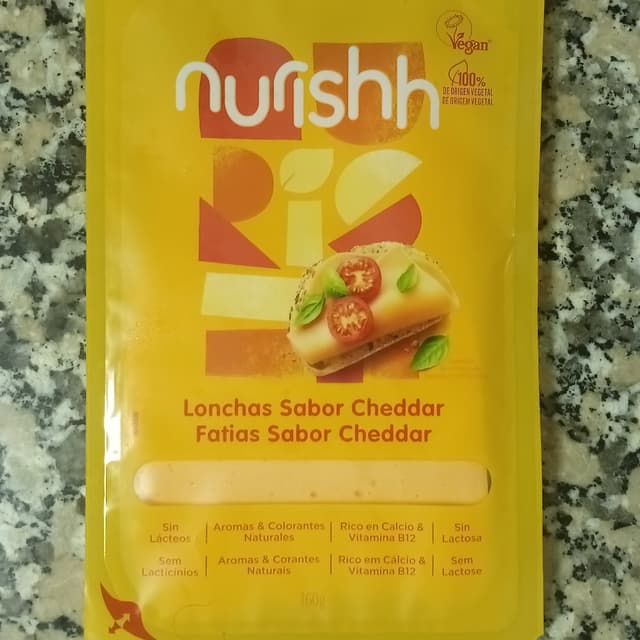 Vegan
100%
DE ORIGEN VEGETAL
DE ORIGEM VEGETAL
nurishh
Lonchas Sabor Cheddar
Fatias Sabor Cheddar
Sin Lácteos
Aromas & Colorantes Naturales
Rico en Calcio & Vitamina B12
Sin Lactosa
Sem Lacticínios
Aromas & Corantes Naturais
Rico em Cálcio & Vitamina B12
Sem Lactose
160g